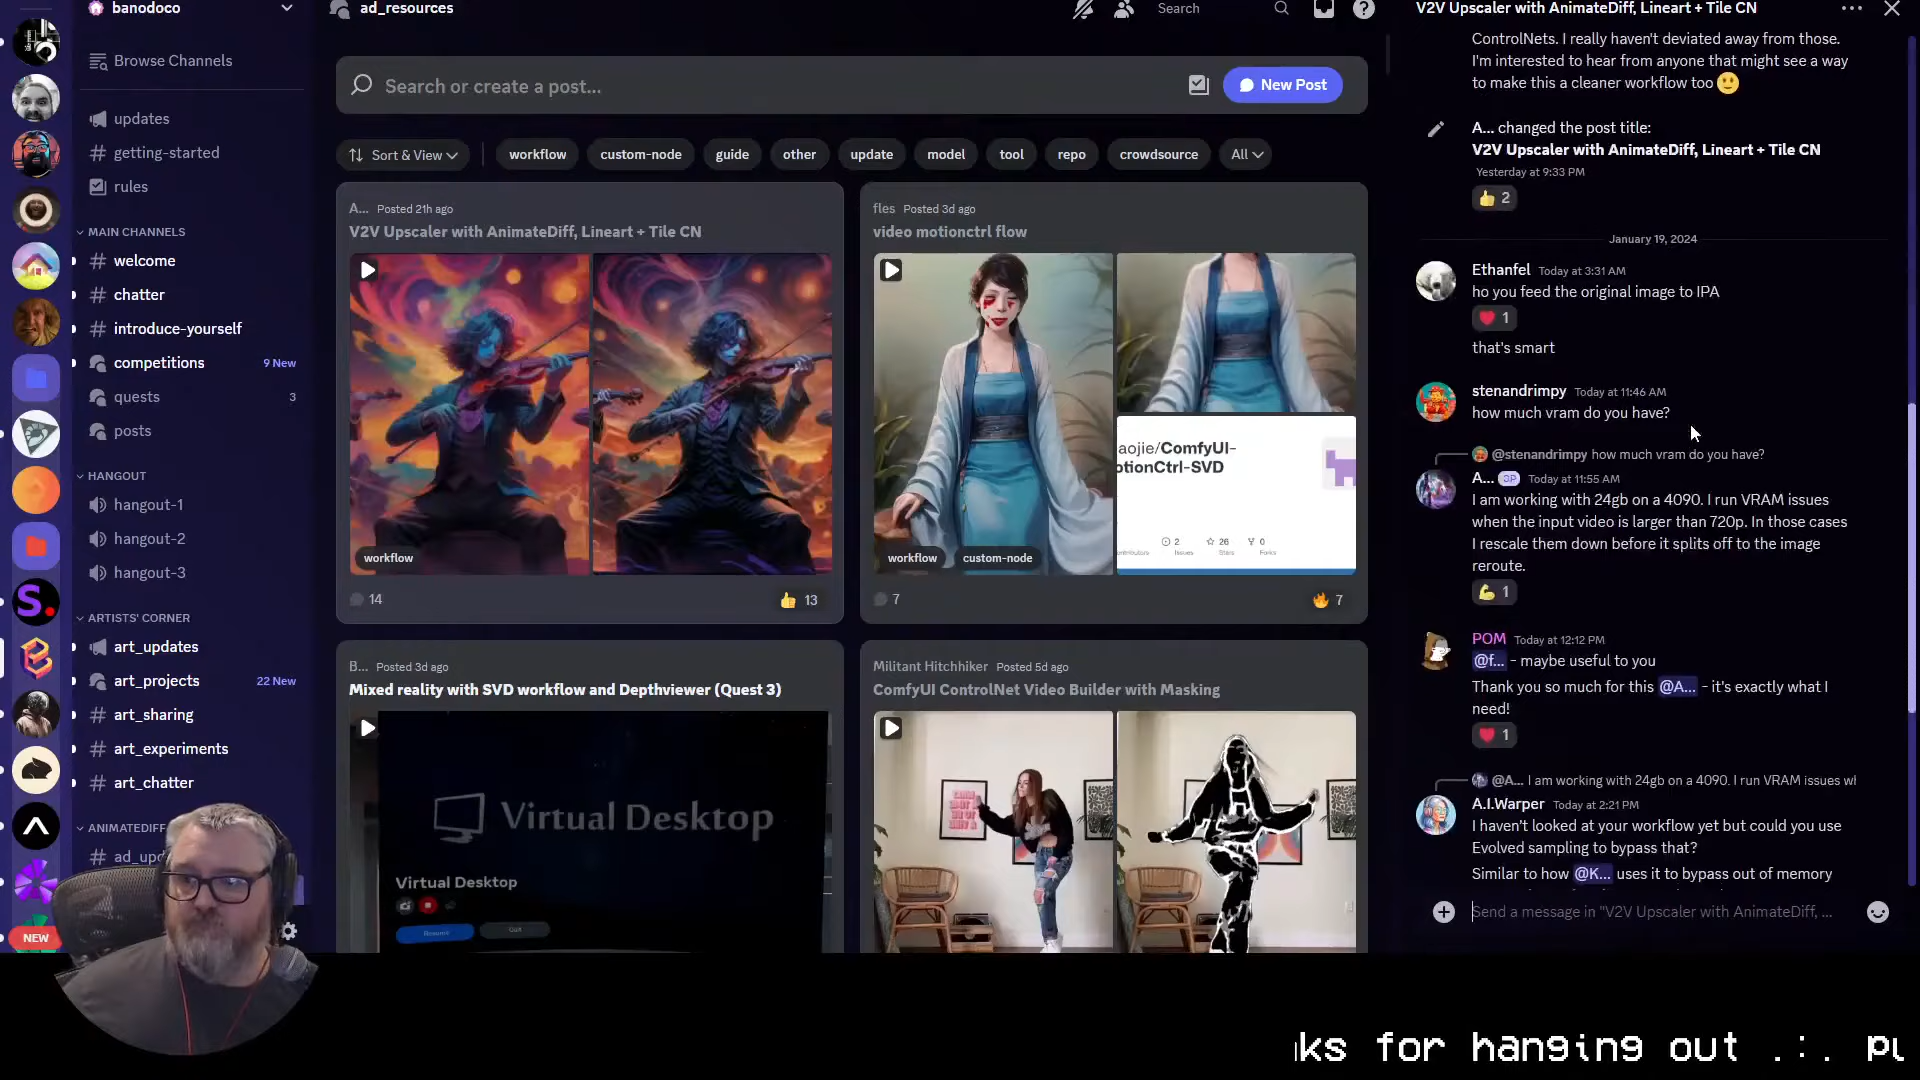 banodoco
Browse Channels
updates
getting-started
rules
MAIN CHANNELS
welcome
chatter
introduce-yourself
competitions 9 New
quests 3
posts
HANGOUT
hangout-1
hangout-2
hangout-3
ARTISTS' CORNER
art_updates
art_projects 22 New
art_sharing
art_experiments
art_chatter
ANIMATEDIFF
NEW
S.
ad_resources
Search
Search or create a post...
New Post
Sort & View
workflow
custom-node
guide
other
update
model
tool
repo
crowdsource
All
A... Posted 21h ago
V2V Upscaler with AnimateDiff, Lineart + Tile CN
workflow
14
13
fles Posted 3d ago
video motionctrl flow
aojie/ComfyUI-
otionCtrl-SVD
2
26
0
Issues
Stars
Forks
workflow
custom-node
7
7
B... Posted 3d ago
Mixed reality with SVD workflow and Depthviewer (Quest 3)
Virtual Desktop
Virtual Desktop
Quit
Militant Hitchhiker Posted 5d ago
ComfyUI ControlNet Video Builder with Masking
V2V Upscaler with AnimateDiff, Lineart + Tile CN
ControlNets. I really haven't deviated away from those.
I'm interested to hear from anyone that might see a way
to make this a cleaner workflow too
A... changed the post title:
V2V Upscaler with AnimateDiff, Lineart + Tile CN
Yesterday at 9:33 PM
2
January 19, 2024
Ethanfel Today at 3:31 AM
ho you feed the original image to IPA
1
that's smart
stenandrimpy Today at 11:46 AM
how much vram do you have?
@stenandrimpy how much vram do you have?
A... OP Today at 11:55 AM
I am working with 24gb on a 4090. I run VRAM issues
when the input video is larger than 720p. In those cases
I rescale them down before it splits off to the image
reroute.
1
POM Today at 12:12 PM
@f... - maybe useful to you
Thank you so much for this @A... - it's exactly what I
need!
1
@A... I am working with 24gb on a 4090. I run VRAM issues
A.I.Warper Today at 2:21 PM
I haven't looked at your workflow yet but could you use
Evolved sampling to bypass that?
Similar to how @K... uses it to bypass out of memory
Send a message in "V2V Upscaler with AnimateDiff, ...
for hanging out .:.